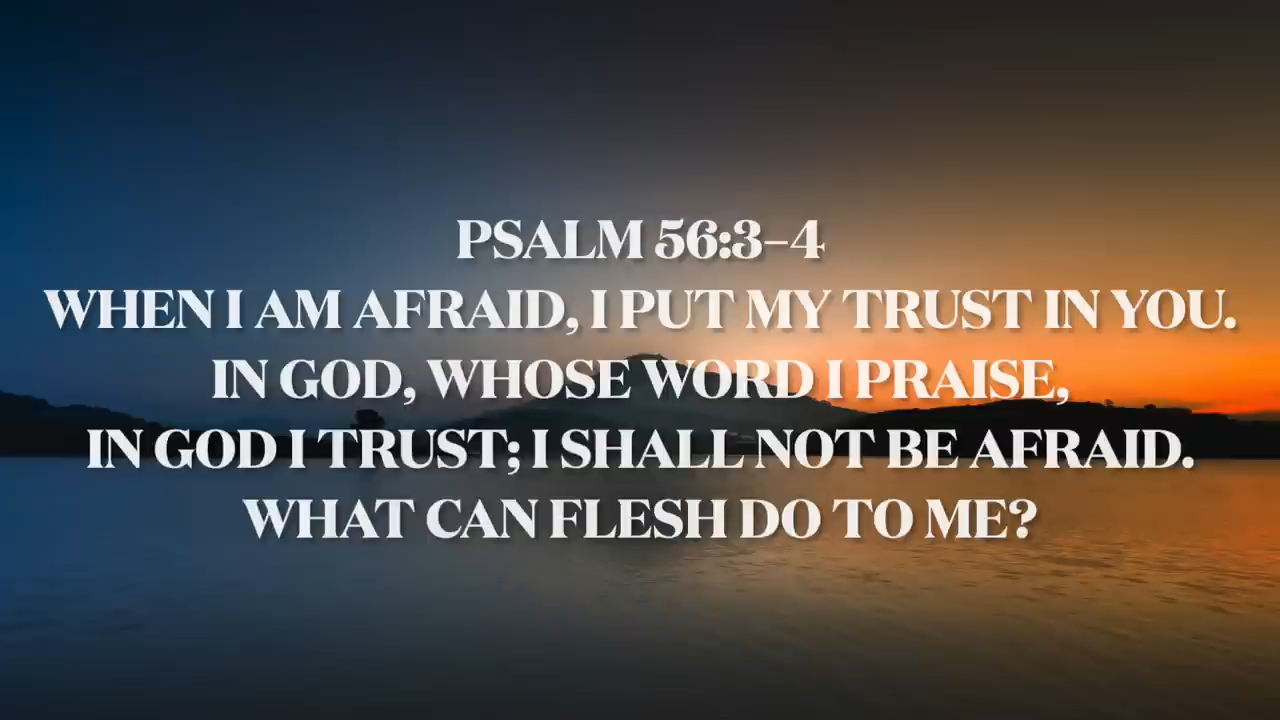 PSALM 56:3–4
WHEN I AM AFRAID, I PUT MY TRUST IN YOU.
IN GOD, WHOSE WORD I PRAISE,
IN GOD I TRUST; I SHALL NOT BE AFRAID.
WHAT CAN FLESH DO TO ME?